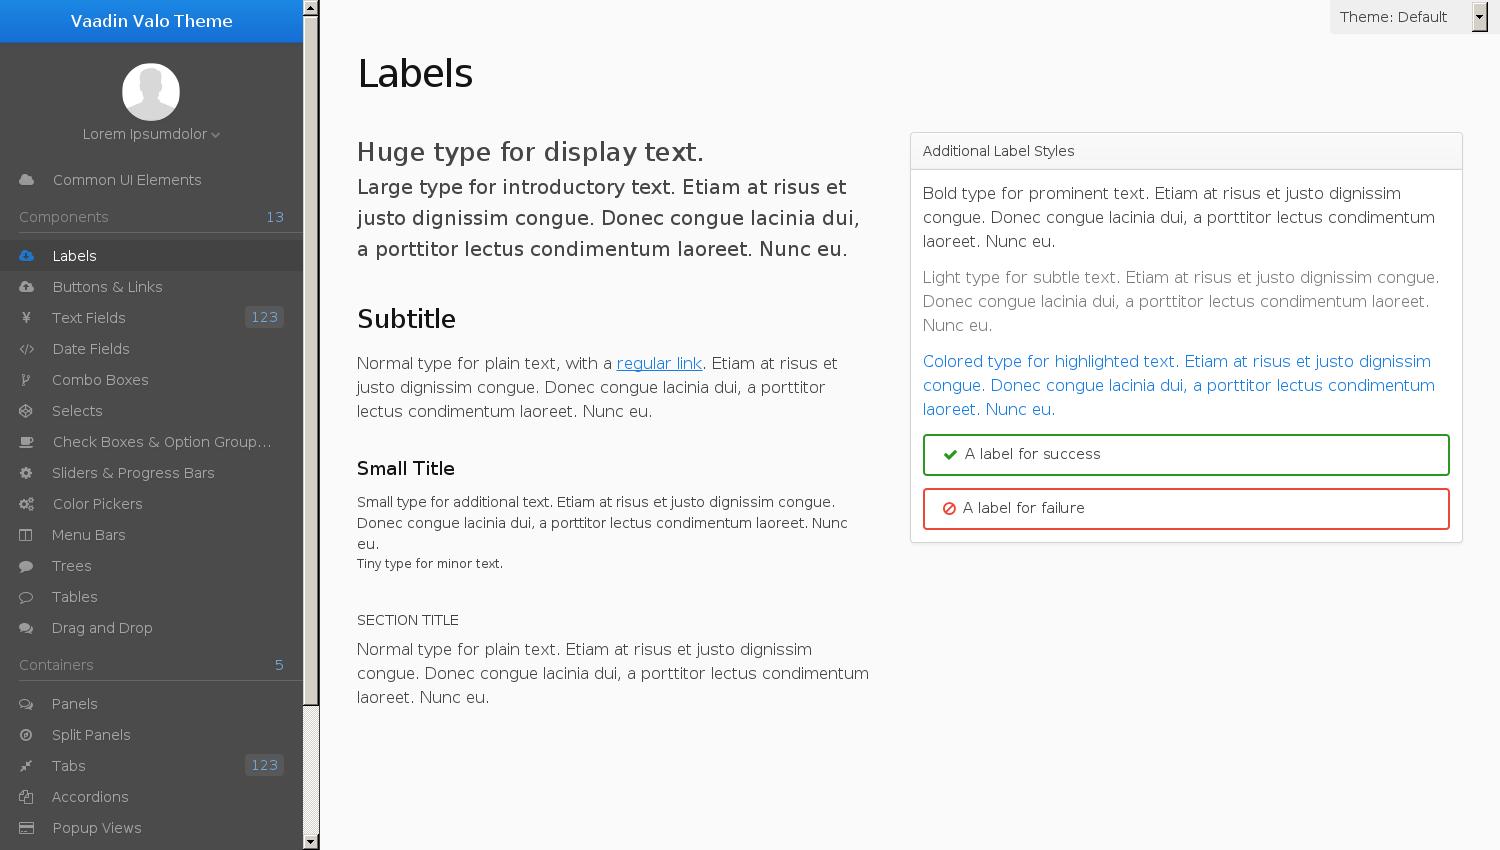 Vaadin Valo Theme
Lorem Ipsumdolor
Common UI Elements
Components 13
Labels
Buttons & Links
Text Fields 123
Date Fields
Combo Boxes
Selects
Check Boxes & Option Group...
Sliders & Progress Bars
Color Pickers
Menu Bars
Trees
Tables
Drag and Drop
Containers 5
Panels
Split Panels
Tabs 123
Accordions
Popup Views
Theme: Default
Labels
Huge type for display text.
Large type for introductory text. Etiam at risus et
justo dignissim congue. Donec congue lacinia dui,
a porttitor lectus condimentum laoreet. Nunc eu.
Subtitle
Normal type for plain text, with a regular link. Etiam at risus et
justo dignissim congue. Donec congue lacinia dui, a porttitor
lectus condimentum laoreet. Nunc eu.
Small Title
Small type for additional text. Etiam at risus et justo dignissim congue.
Donec congue lacinia dui, a porttitor lectus condimentum laoreet. Nunc
eu.
Tiny type for minor text.
SECTION TITLE
Normal type for plain text. Etiam at risus et justo dignissim
congue. Donec congue lacinia dui, a porttitor lectus condimentum
laoreet. Nunc eu.
Additional Label Styles
Bold type for prominent text. Etiam at risus et justo dignissim
congue. Donec congue lacinia dui, a porttitor lectus condimentum
laoreet. Nunc eu.
Light type for subtle text. Etiam at risus et justo dignissim congue.
Donec congue lacinia dui, a porttitor lectus condimentum laoreet.
Nunc eu.
Colored type for highlighted text. Etiam at risus et justo dignissim
congue. Donec congue lacinia dui, a porttitor lectus condimentum
laoreet. Nunc eu.
A label for success
A label for failure